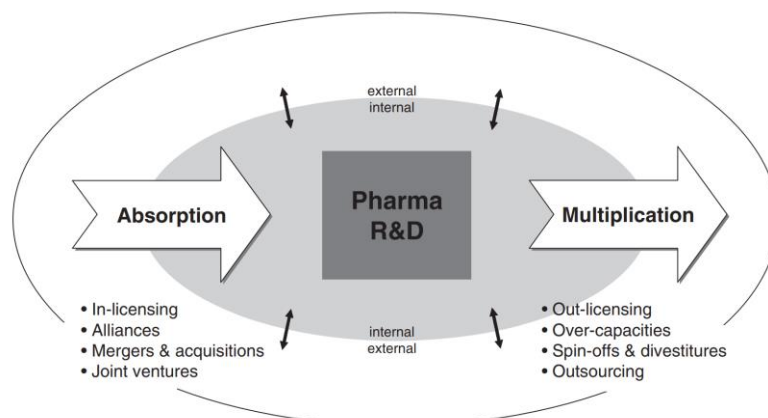 external
internal
Absorption
Pharma
R&D
Multiplication
• In-licensing
• Alliances
• Mergers & acquisitions
• Joint ventures
internal
external
• Out-licensing
• Over-capacities
• Spin-offs & divestitures
• Outsourcing